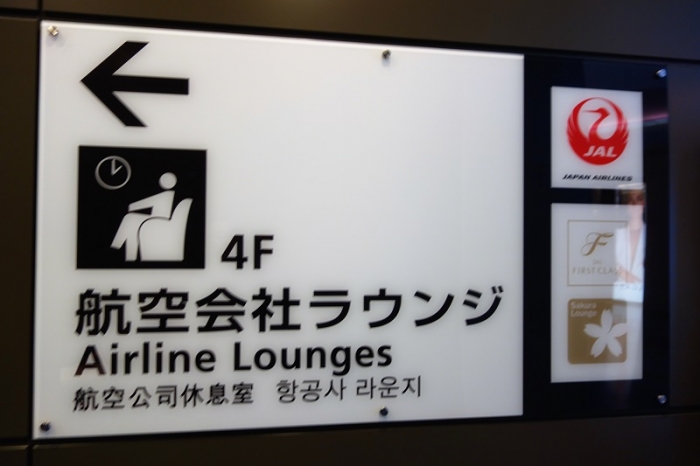 4F
航空会社ラウンジ
Airline Lounges
航空公司休息室 항공사 라운지
JAL
JAPAN AIRLINES
F
JAL
FIRST CLASS
Sakura
Lounge